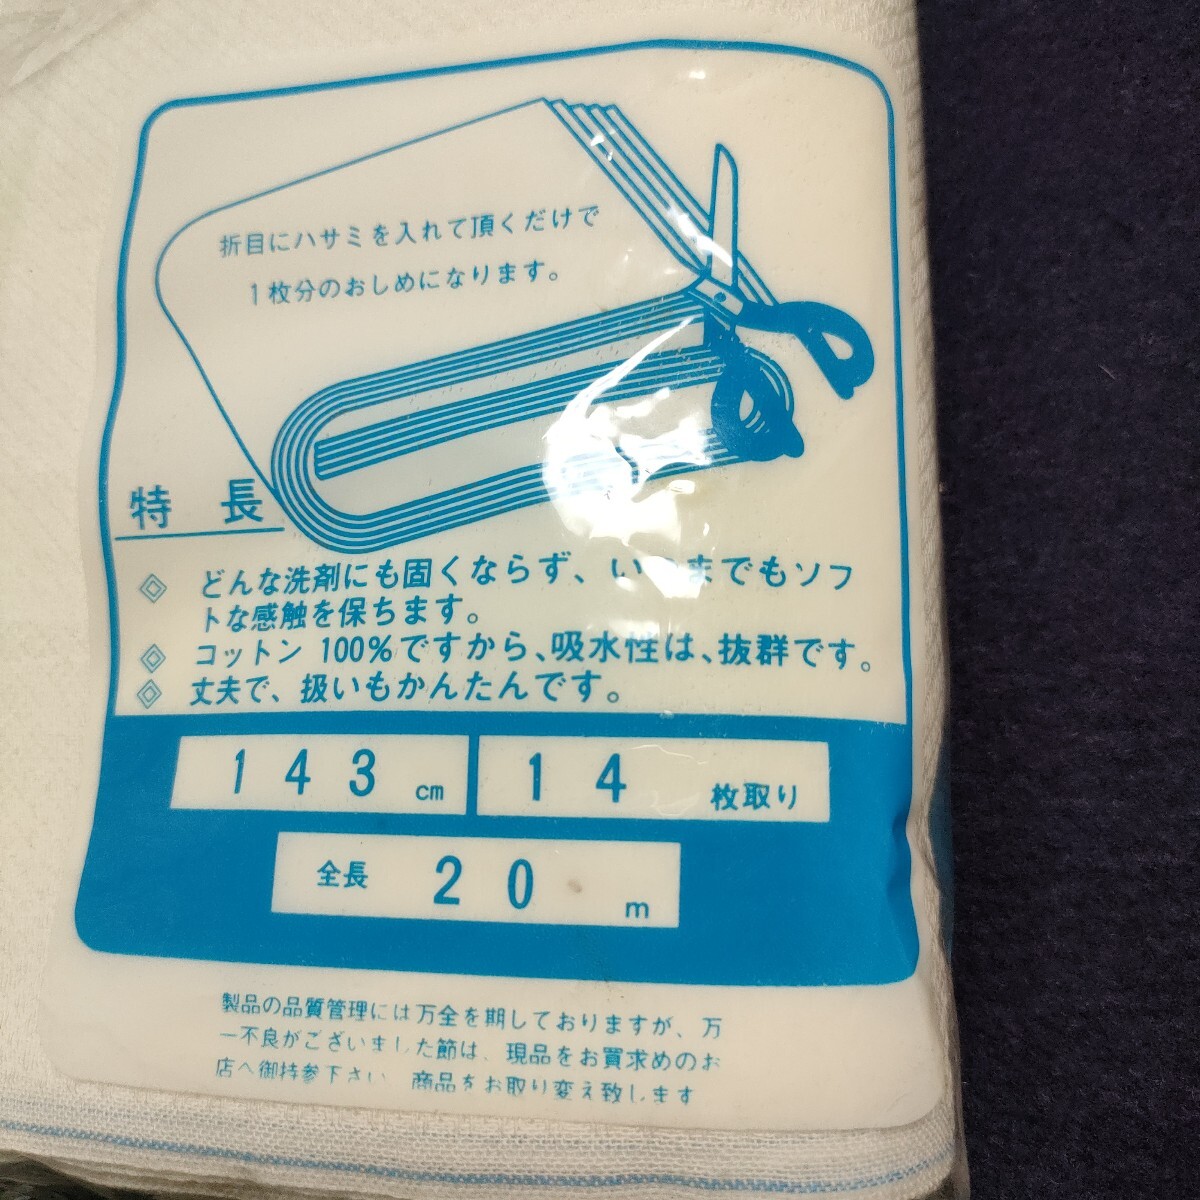 折目にハサミを入れて頂くだけで
1枚分のおしめになります。
特長
◈ どんな洗剤にも固くならず、いつまでもソフ
トな感触を保ちます。
◈ コットン 100%ですから、吸水性は、抜群です。
◈ 丈夫で、扱いもかんたんです。
143cm 14枚取り
全長 20m
製品の品質管理には万全を期しておりますが、万
一不良がございました節は、現品をお買求めのお
店へ御持参下さい 商品をお取り変え致します